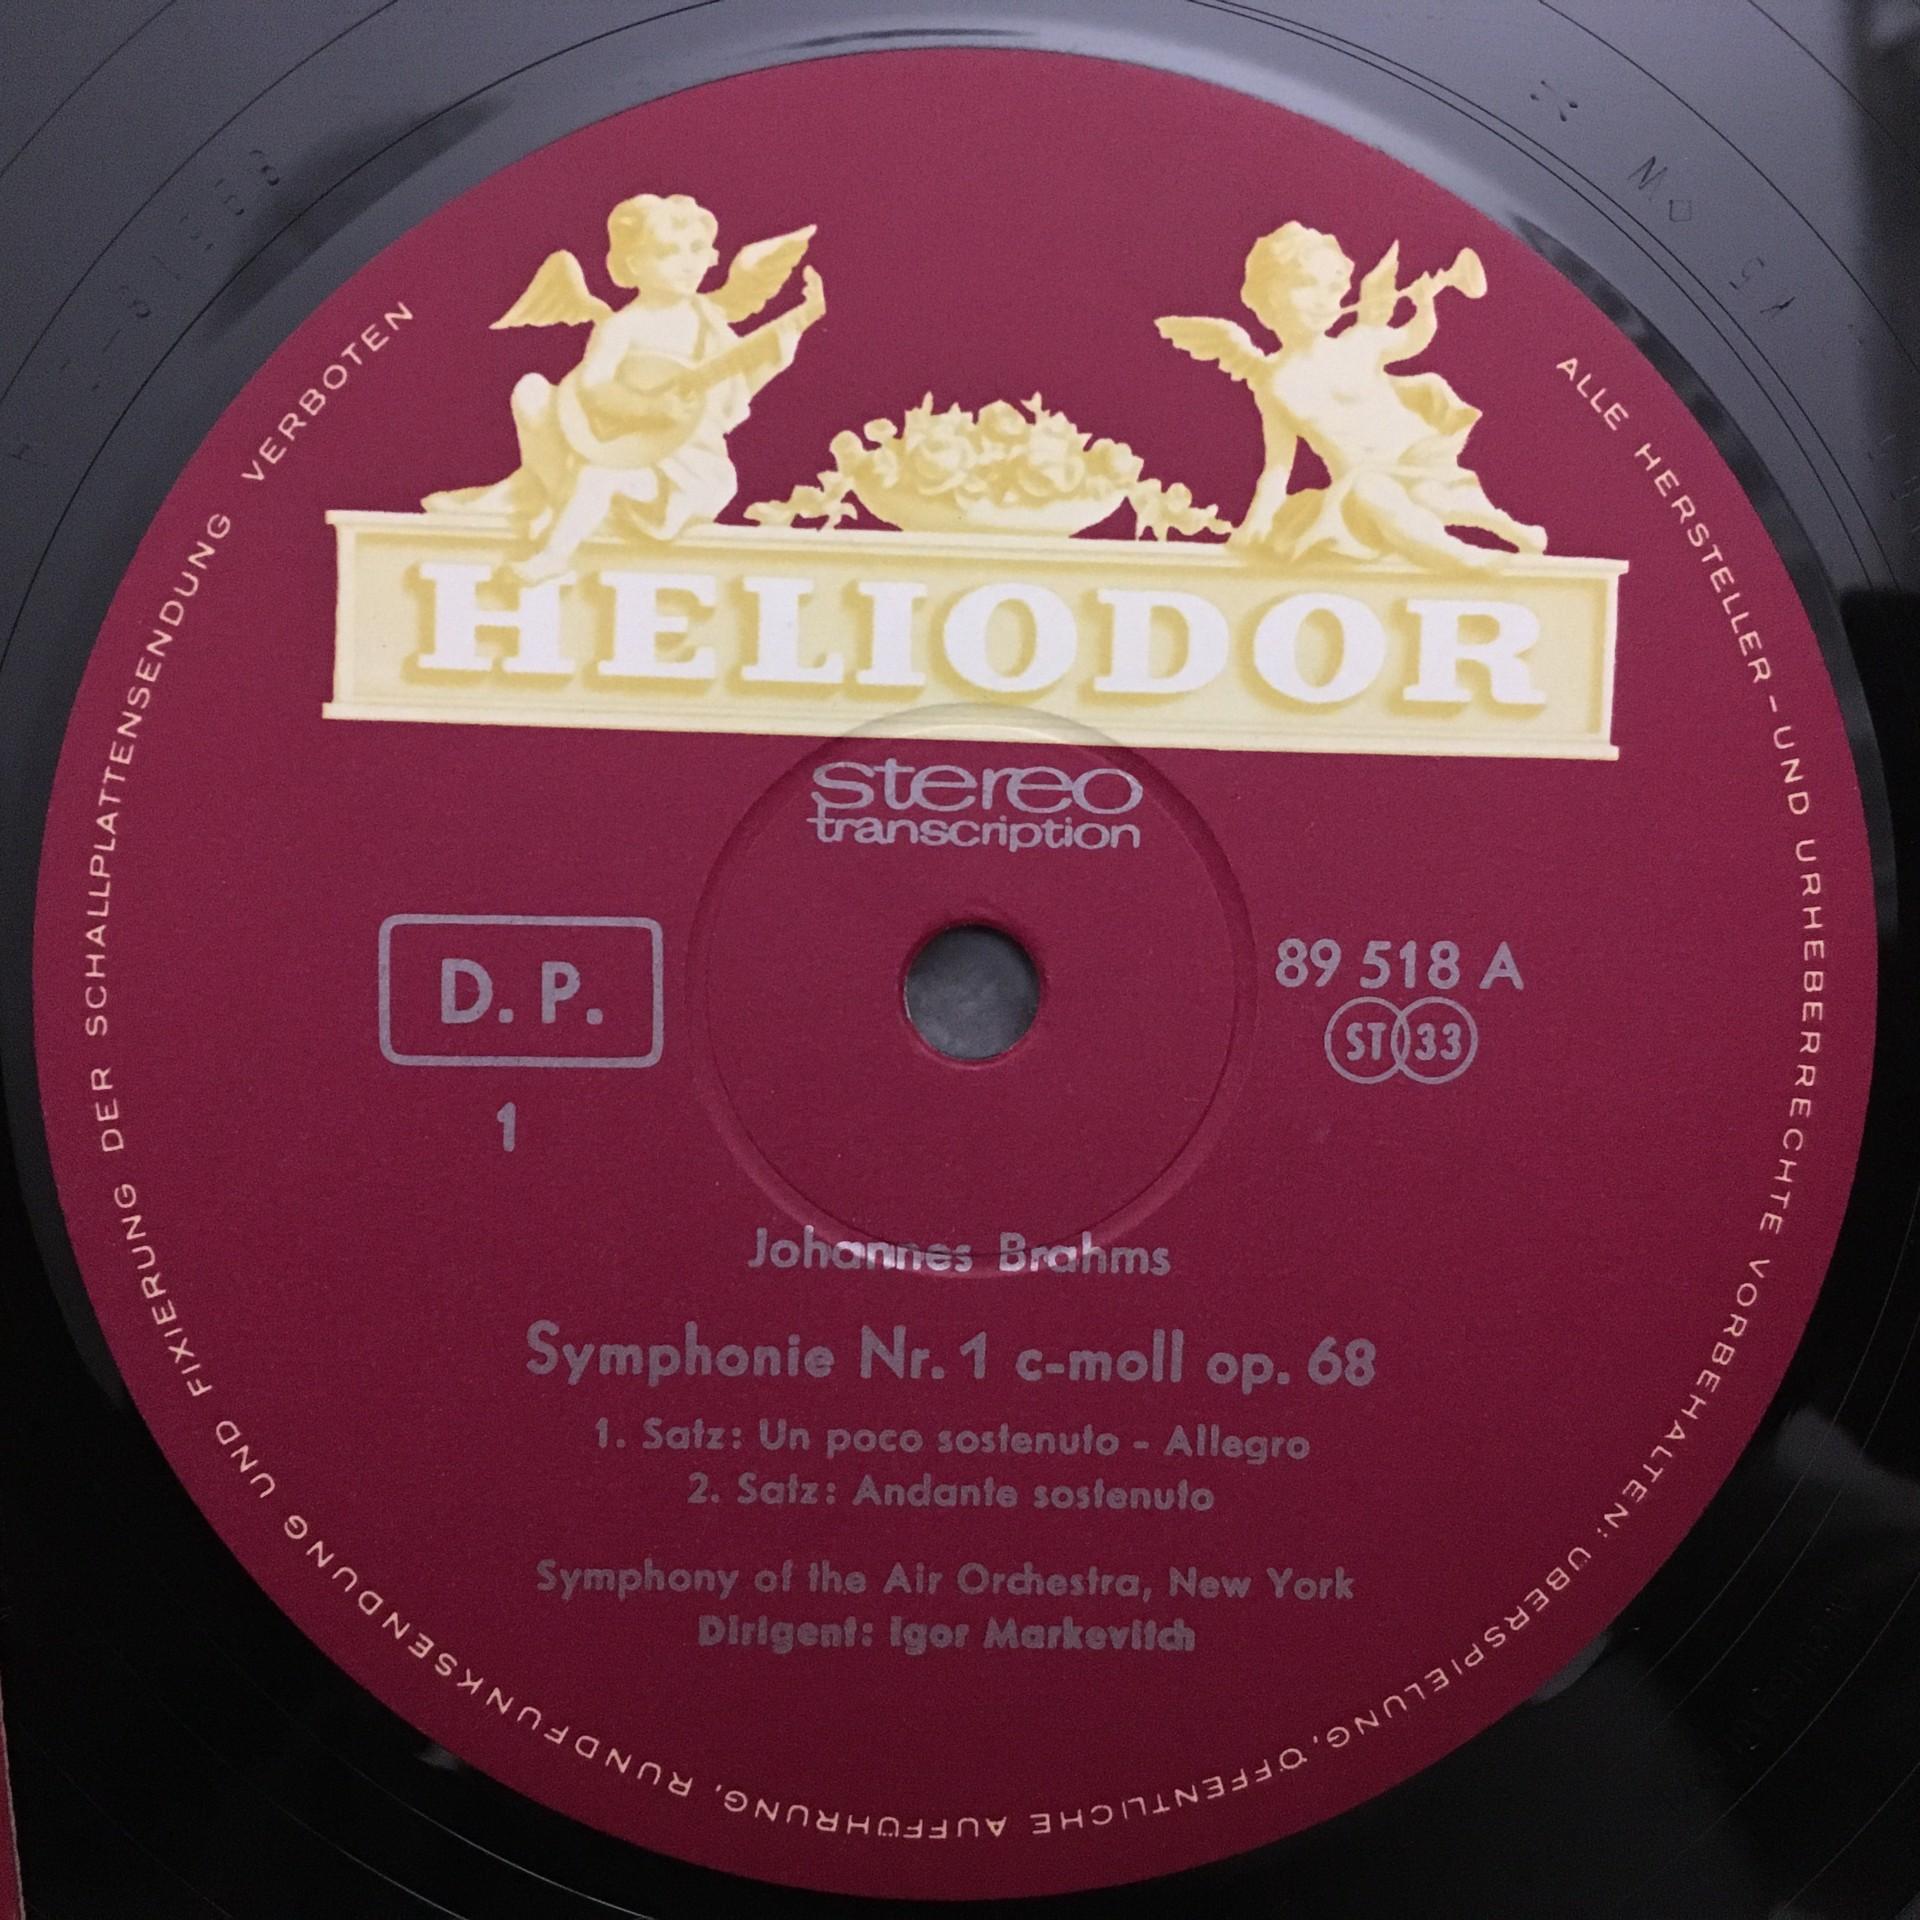 HELIODOR
stereo
transcription
D. P.
89 518 A
ST 33
1
Johannes Brahms
Symphonie Nr. 1 c-moll op. 68
1. Satz: Un poco sostenuto - Allegro
2. Satz: Andante sostenuto
Symphony of the Air Orchestra, New York
Dirigent: Igor Markevitch
ALLE HERSTELLER- UND URHEBERRECHTE VORBEHALTEN: ÜBERSPIELUNG, ÖFFENTLICHE AUFFÜHRUNG, RUNDFUNKSENDUNG UND FIXIERUNG DER SCHALLPLATTENSENDUNG VERBOTEN